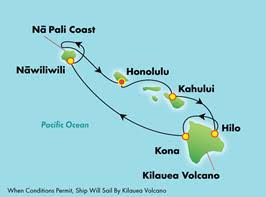 Nā Pali Coast
Honolulu
Nāwiliwili
Kahului
Pacific Ocean
Hilo
Kona
Kilauea Volcano
When Conditions Permit, Ship Will Sail By Kilauea Volcano